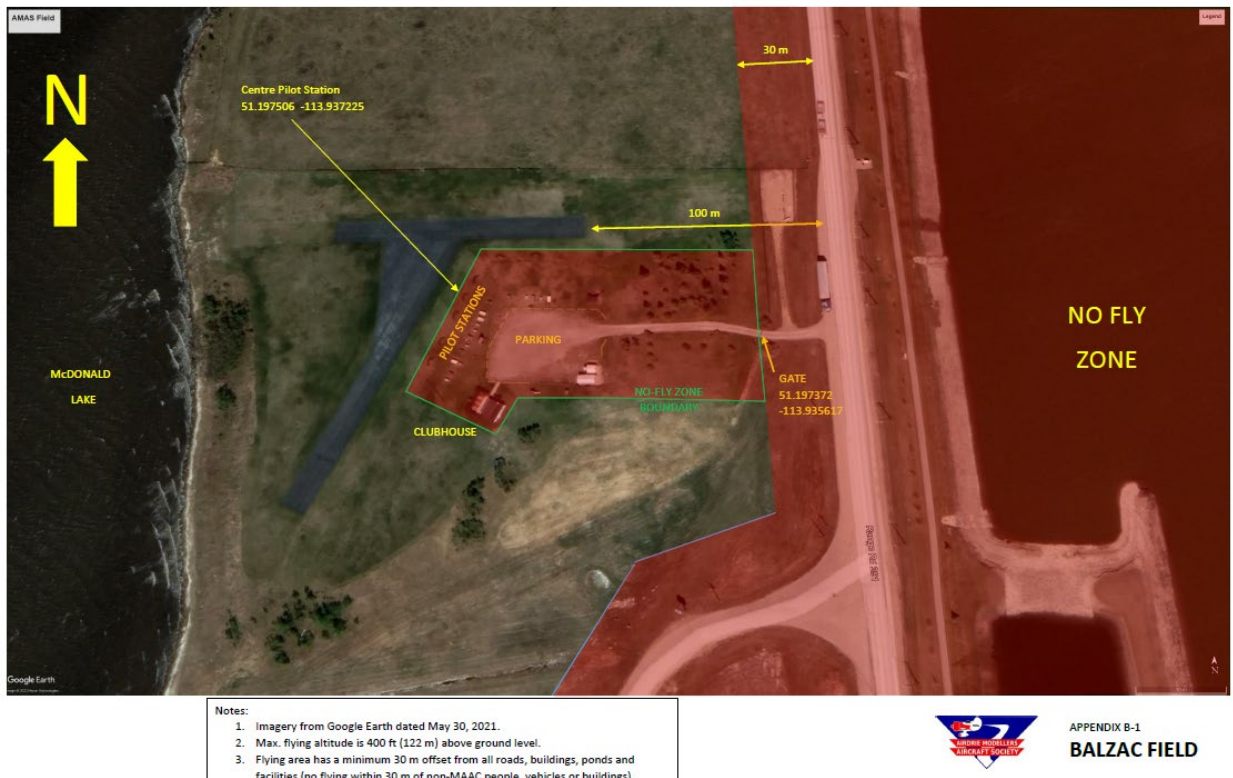 AMAS Field
Legend
N
30 m
Centre Pilot Station
51.197506 -113.937225
100 m
PILOT STATIONS
PARKING
NO FLY
ZONE
McDONALD
LAKE
GATE
51.197372
-113.935617
NO-FLY ZONE
BOUNDARY
CLUBHOUSE
Google Earth
N
Notes:
1. Imagery from Google Earth dated May 30, 2021.
2. Max. flying altitude is 400 ft (122 m) above ground level.
3. Flying area has a minimum 30 m offset from all roads, buildings, ponds and
facilities (no flying within 30 m of non-MAAC people, vehicles or buildings)
AIRDRIE MODELLERS
AIRCRAFT SOCIETY
APPENDIX B-1
BALZAC FIELD